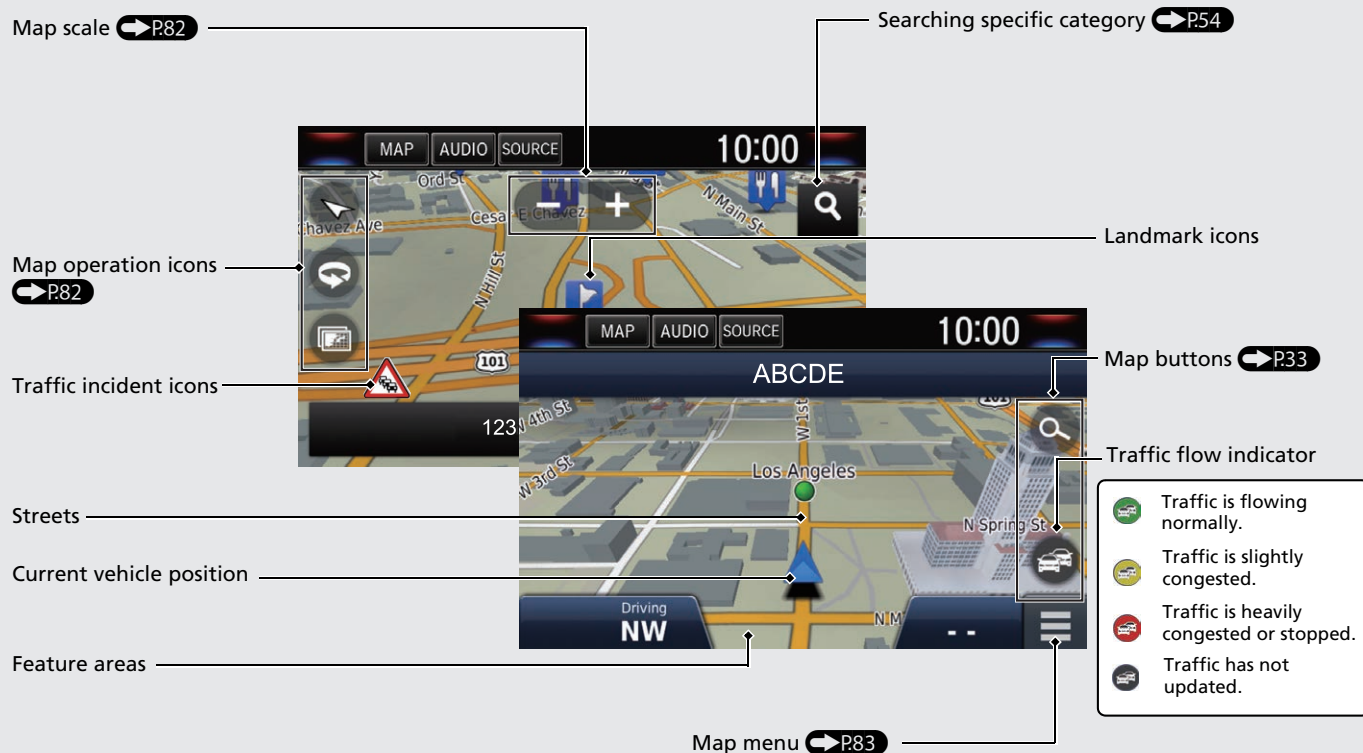 Map scale P.82
Searching specific category P.54
MAP AUDIO SOURCE 10:00
Ord St
Cesar E Chavez
N Main St
Chavez Ave
Landmark icons
Map operation icons
P.82
N Hill St
MAP AUDIO SOURCE 10:00
101
Map buttons P.33
ABCDE
Traffic incident icons
123
W 4th St
W 1st
101
Traffic flow indicator
Los Angeles
W 3rd St
Traffic is flowing
normally.
Streets
N Spring St
Traffic is slightly
congested.
Current vehicle position
Driving
NW
N M
- -
Traffic is heavily
congested or stopped.
Feature areas
Traffic has not
updated.
Map menu P.83